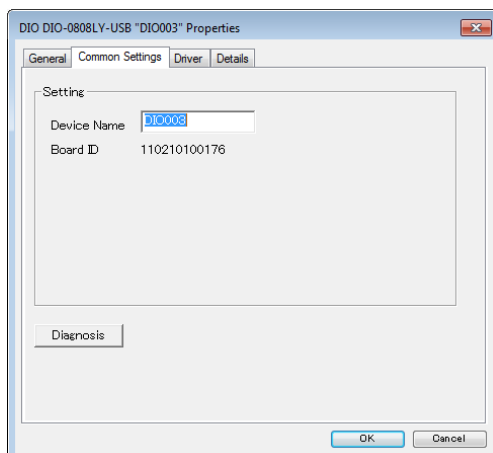 DIO DIO-0808LY-USB "DIO003" Properties
General Common Settings Driver Details
Setting
Device Name DIO003
Board ID 110210100176
Diagnosis
OK Cancel